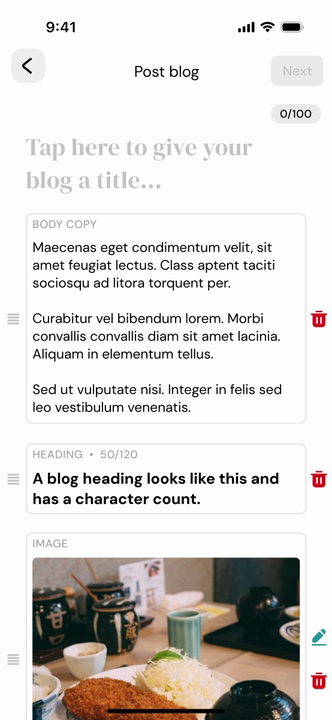 9:41
Post blog
Next
0/100
Tap here to give your
blog a title...
BODY COPY
Maecenas eget condimentum velit, sit
amet feugiat lectus. Class aptent taciti
sociosqu ad litora torquent per.
Curabitur vel bibendum lorem. Morbi
convallis convallis diam sit amet lacinia.
Aliquam in elementum tellus.
Sed ut vulputate nisi. Integer in felis sed
leo vestibulum venenatis.
HEADING • 50/120
A blog heading looks like this and
has a character count.
IMAGE